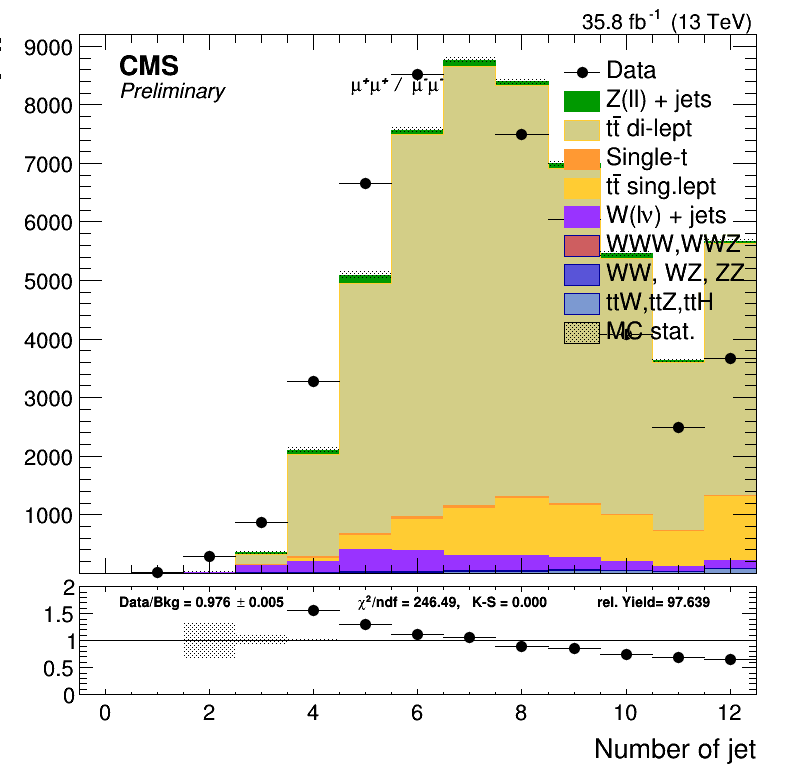 35.8 fb⁻¹ (13 TeV)
CMS
Preliminary
μ⁺μ⁺ / μ⁻μ⁻
Data
Z(ll) + jets
tt̄ di-lept
Single-t
tt̄ sing.lept
W(lν) + jets
WWW,WWZ
WW, WZ, ZZ
ttW,ttZ,ttH
MC stat.
9000
8000
7000
6000
5000
4000
3000
2000
1000
2
1.5
1
0.5
0
Data/Bkg = 0.976 ± 0.005 χ²/ndf = 246.49, K-S = 0.000 rel. Yield= 97.639
0 2 4 6 8 10 12
Number of jet